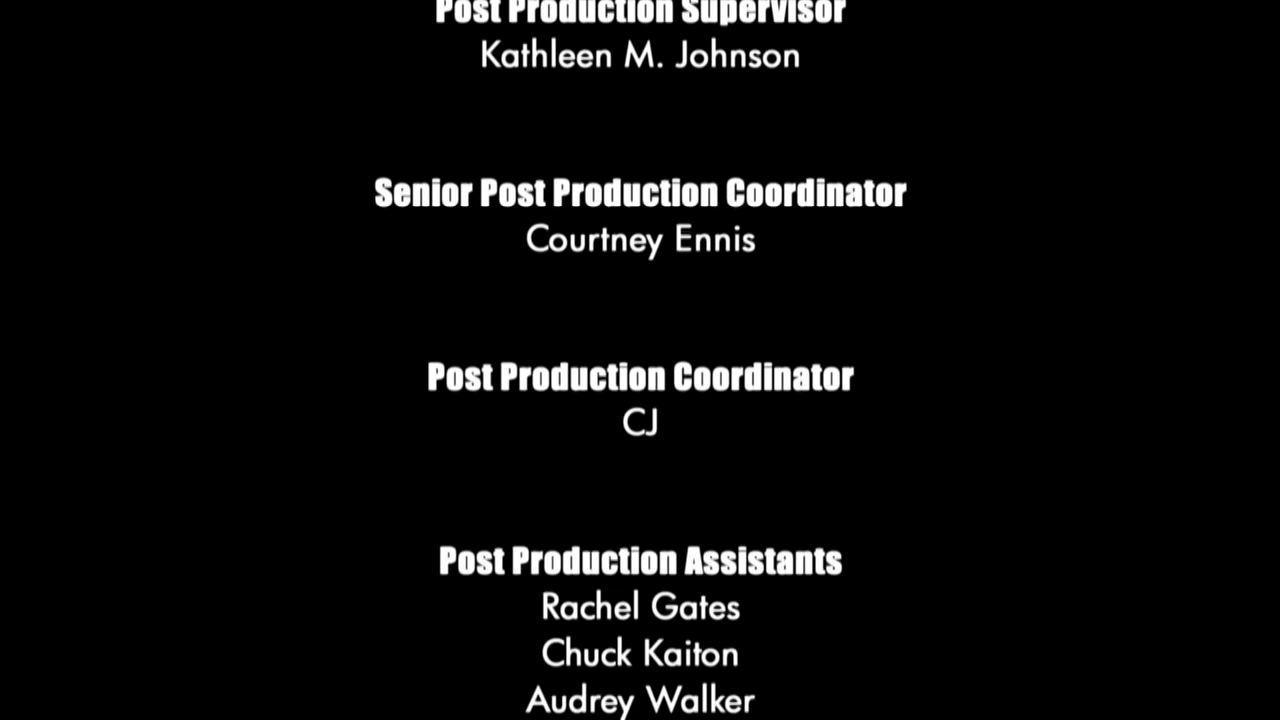 Post Production Supervisor
Kathleen M. Johnson
Senior Post Production Coordinator
Courtney Ennis
Post Production Coordinator
CJ
Post Production Assistants
Rachel Gates
Chuck Kaiton
Audrey Walker